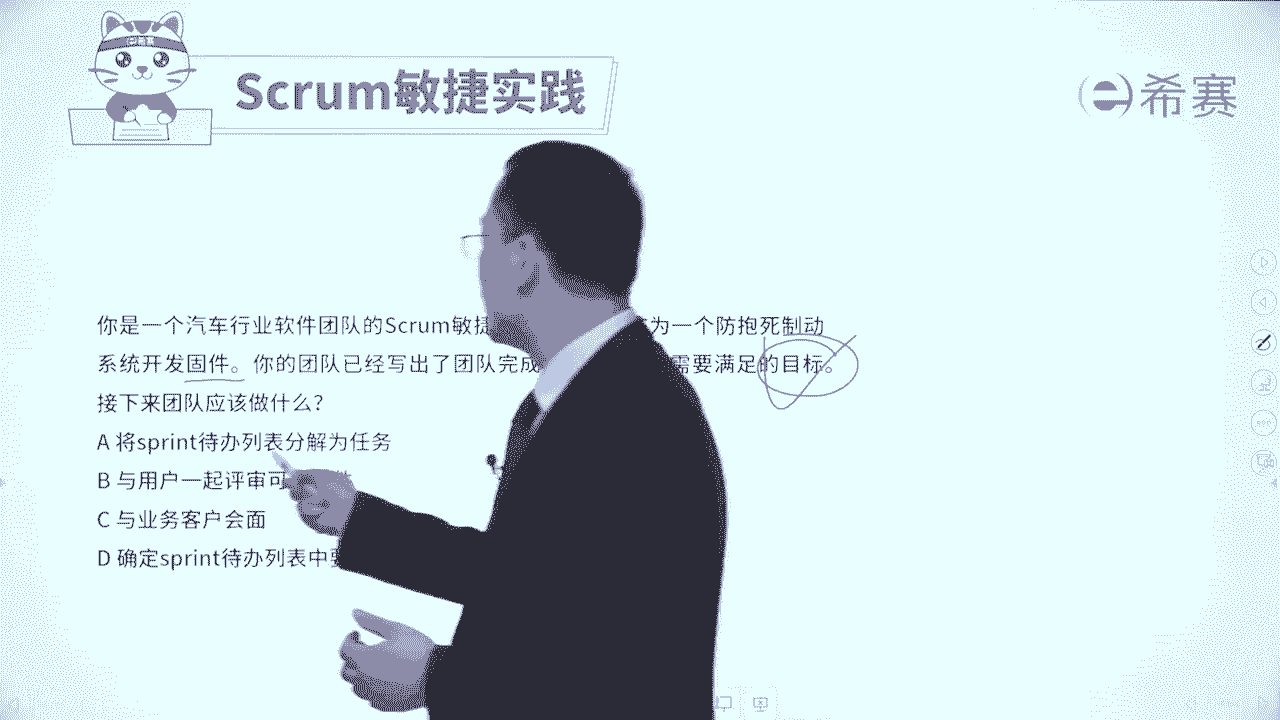 Scrum敏捷实践
希赛
你是一个汽车行业软件团队的Scrum敏捷 为一个防抱死制动
系统开发固件。你的团队已经写出了团队完成 需要满足的目标。
接下来团队应该做什么?
A 将sprint待办列表分解为任务
B 与用户一起评审可
C 与业务客户会面
D 确定sprint待办列表中